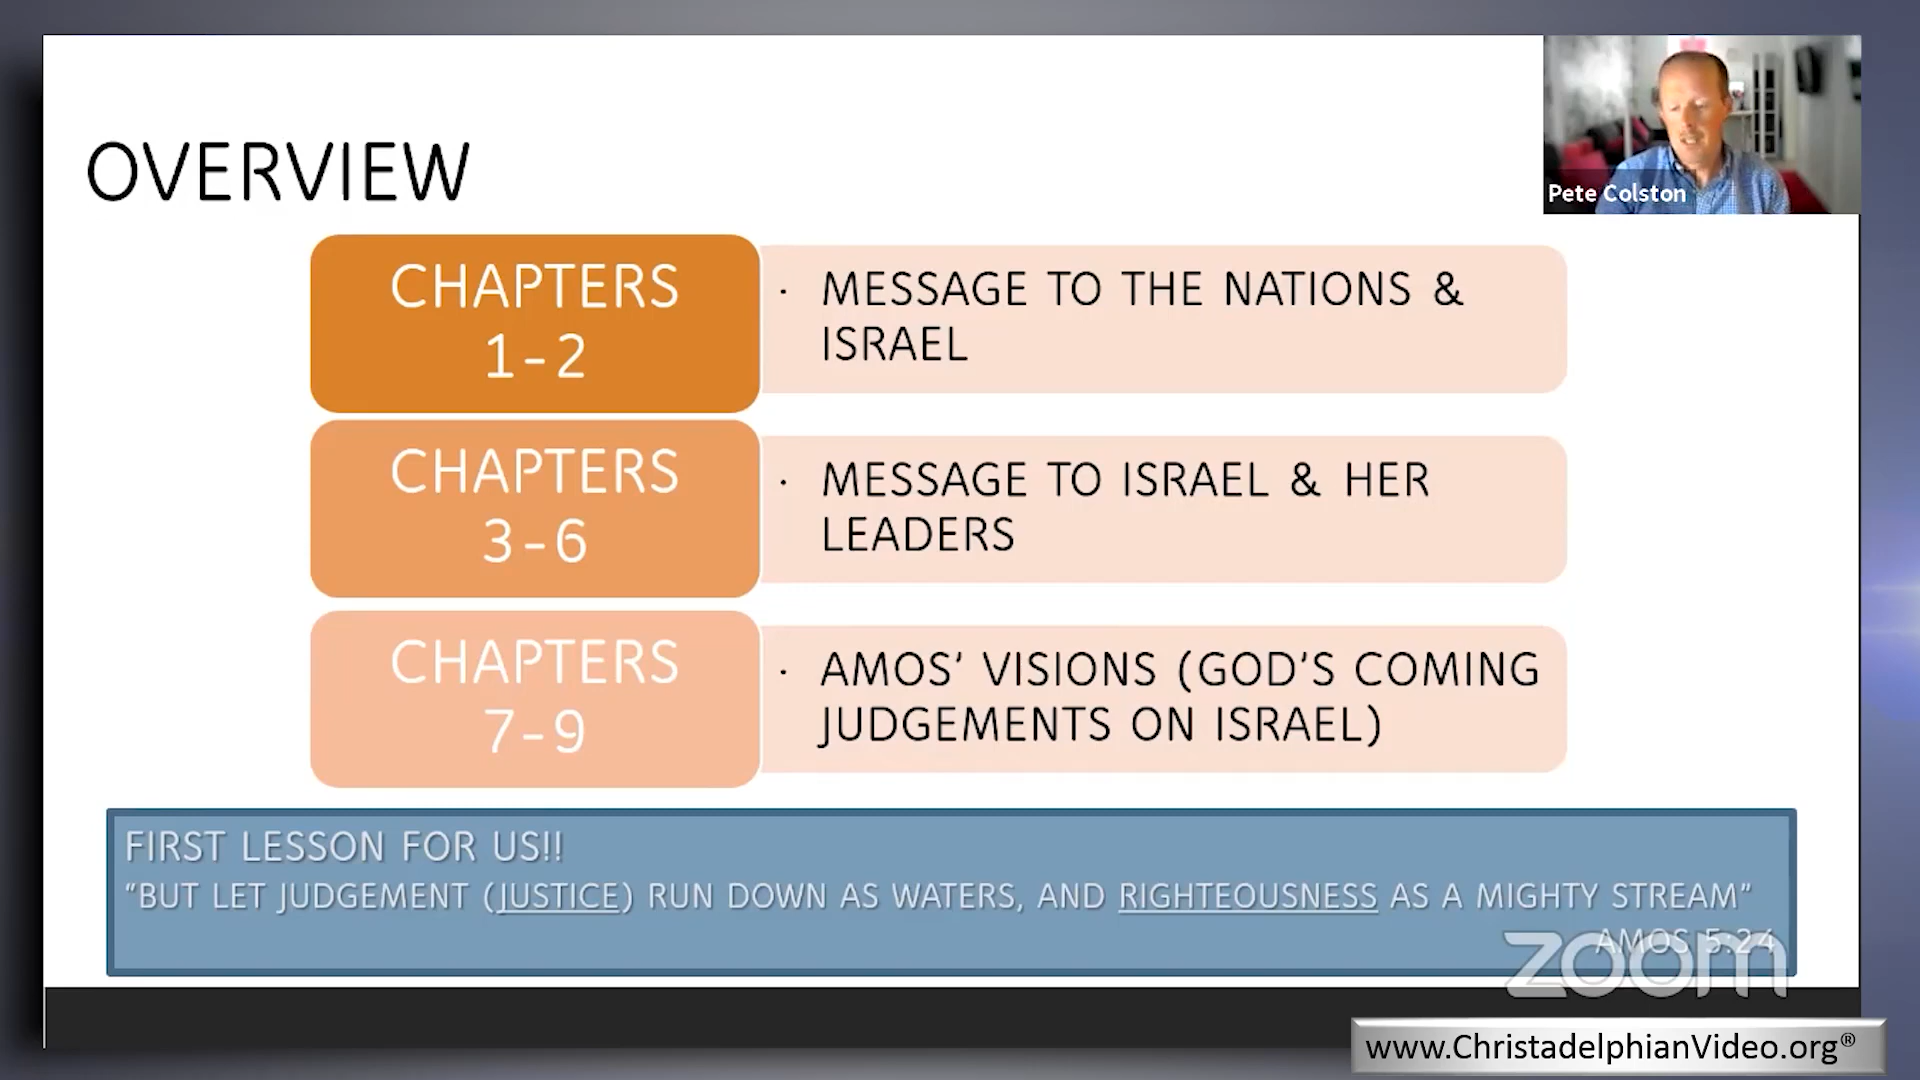 OVERVIEW
Pete Colston
CHAPTERS
1-2
· MESSAGE TO THE NATIONS &
ISRAEL
CHAPTERS
3-6
· MESSAGE TO ISRAEL & HER
LEADERS
CHAPTERS
7-9
· AMOS' VISIONS (GOD'S COMING
JUDGEMENTS ON ISRAEL)
FIRST LESSON FOR US!!
"BUT LET JUDGEMENT (JUSTICE) RUN DOWN AS WATERS, AND RIGHTEOUSNESS AS A MIGHTY STREAM"
AMOS 5:24
zoom
www.ChristadelphianVideo.org®